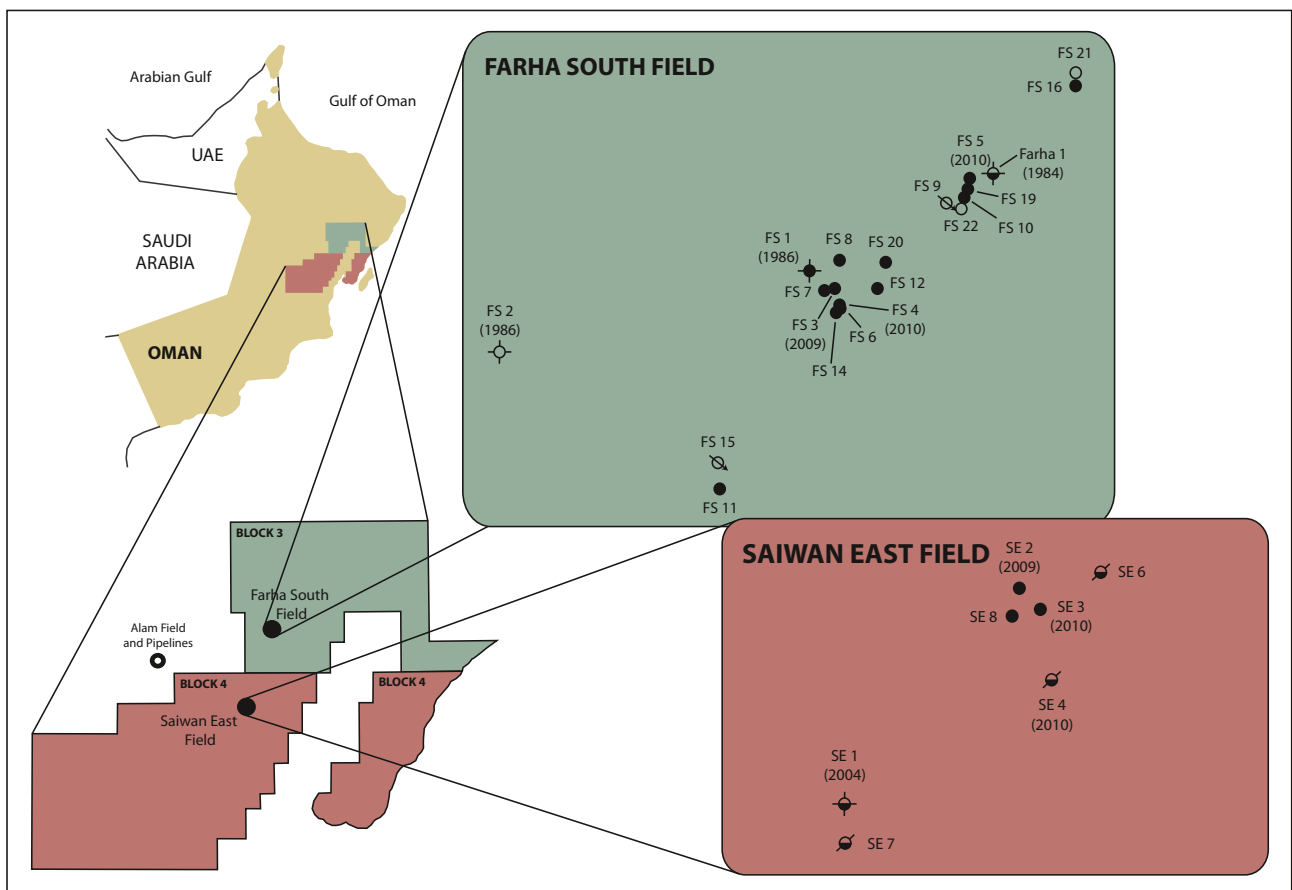 Arabian Gulf
Gulf of Oman
UAE
SAUDI
ARABIA
OMAN
FARHA SOUTH FIELD
FS 21
FS 16
FS 5
(2010)
Farha 1
(1984)
FS 9
FS 19
FS 22
FS 10
FS 1
(1986)
FS 8
FS 20
FS 7
FS 12
FS 3
(2009)
FS 4
(2010)
FS 6
FS 14
FS 2
(1986)
FS 15
FS 11
BLOCK 3
Farha South
Field
Alam Field
and Pipelines
BLOCK 4
BLOCK 4
Saiwan East
Field
SAIWAN EAST FIELD
SE 2
(2009)
SE 6
SE 8
SE 3
(2010)
SE 4
(2010)
SE 1
(2004)
SE 7